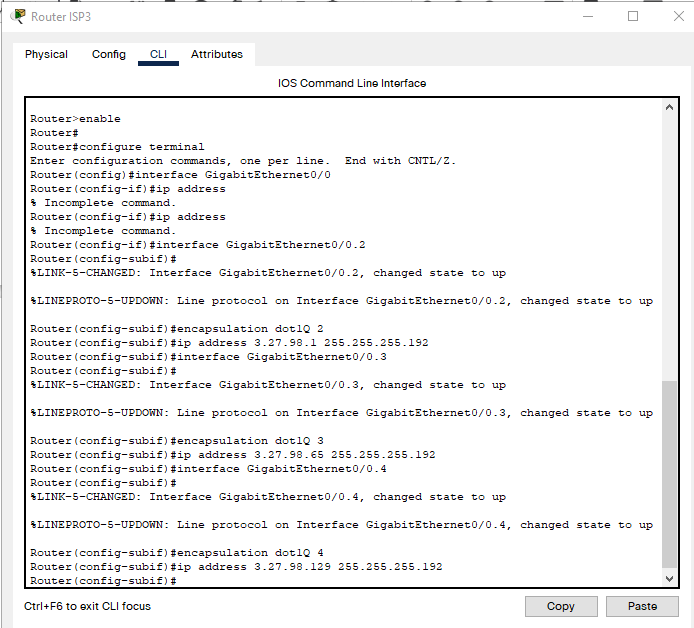 Router ISP3
Physical Config CLI Attributes
IOS Command Line Interface
Router>enable
Router#
Router#configure terminal
Enter configuration commands, one per line.  End with CNTL/Z.
Router(config)#interface GigabitEthernet0/0
Router(config-if)#ip address
% Incomplete command.
Router(config-if)#ip address
% Incomplete command.
Router(config-if)#interface GigabitEthernet0/0.2
Router(config-subif)#
%LINK-5-CHANGED: Interface GigabitEthernet0/0.2, changed state to up
%LINEPROTO-5-UPDOWN: Line protocol on Interface GigabitEthernet0/0.2, changed state to up
Router(config-subif)#encapsulation dot1Q 2
Router(config-subif)#ip address 3.27.98.1 255.255.255.192
Router(config-subif)#interface GigabitEthernet0/0.3
Router(config-subif)#
%LINK-5-CHANGED: Interface GigabitEthernet0/0.3, changed state to up
%LINEPROTO-5-UPDOWN: Line protocol on Interface GigabitEthernet0/0.3, changed state to up
Router(config-subif)#encapsulation dot1Q 3
Router(config-subif)#ip address 3.27.98.65 255.255.255.192
Router(config-subif)#interface GigabitEthernet0/0.4
Router(config-subif)#
%LINK-5-CHANGED: Interface GigabitEthernet0/0.4, changed state to up
%LINEPROTO-5-UPDOWN: Line protocol on Interface GigabitEthernet0/0.4, changed state to up
Router(config-subif)#encapsulation dot1Q 4
Router(config-subif)#ip address 3.27.98.129 255.255.255.192
Router(config-subif)#
Ctrl+F6 to exit CLI focus
Copy Paste